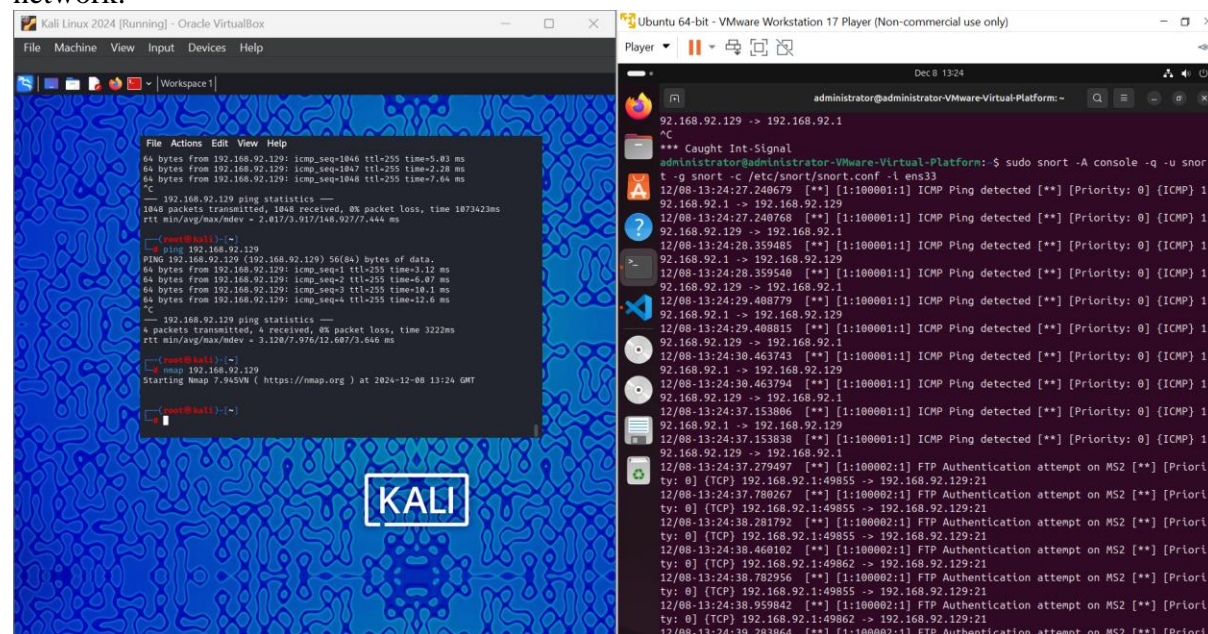 network.
Kali Linux 2024 [Running] - Oracle VirtualBox
File Machine View Input Devices Help
Workspace 1
File Actions Edit View Help
64 bytes from 192.168.92.129: icmp_seq=1046 ttl=255 time=5.03 ms
64 bytes from 192.168.92.129: icmp_seq=1047 ttl=255 time=2.28 ms
64 bytes from 192.168.92.129: icmp_seq=1048 ttl=255 time=7.64 ms
^C
— 192.168.92.129 ping statistics —
1048 packets transmitted, 1048 received, 0% packet loss, time 1073423ms
rtt min/avg/max/mdev = 2.017/3.917/148.927/7.444 ms
(root㉿kali)-[~]
# ping 192.168.92.129
PING 192.168.92.129 (192.168.92.129) 56(84) bytes of data.
64 bytes from 192.168.92.129: icmp_seq=1 ttl=255 time=3.12 ms
64 bytes from 192.168.92.129: icmp_seq=2 ttl=255 time=6.07 ms
64 bytes from 192.168.92.129: icmp_seq=3 ttl=255 time=10.1 ms
64 bytes from 192.168.92.129: icmp_seq=4 ttl=255 time=12.6 ms
^C
— 192.168.92.129 ping statistics —
4 packets transmitted, 4 received, 0% packet loss, time 3222ms
rtt min/avg/max/mdev = 3.120/7.976/12.607/3.646 ms
(root㉿kali)-[~]
# nmap 192.168.92.129
Starting Nmap 7.94SVN ( https://nmap.org ) at 2024-12-08 13:24 GMT
(root㉿kali)-[~]
#
KALI
Ubuntu 64-bit - VMware Workstation 17 Player (Non-commercial use only)
Player
Dec 8 13:24
administrator@administrator-VMware-Virtual-Platform: ~
92.168.92.129 -> 192.168.92.1
^C
*** Caught Int-Signal
administrator@administrator-VMware-Virtual-Platform:~$ sudo snort -A console -q -u snor
t -g snort -c /etc/snort/snort.conf -i ens33
12/08-13:24:27.240679 [**] [1:100001:1] ICMP Ping detected [**] [Priority: 0] {ICMP} 1
92.168.92.1 -> 192.168.92.129
12/08-13:24:27.240768 [**] [1:100001:1] ICMP Ping detected [**] [Priority: 0] {ICMP} 1
92.168.92.129 -> 192.168.92.1
12/08-13:24:28.359485 [**] [1:100001:1] ICMP Ping detected [**] [Priority: 0] {ICMP} 1
92.168.92.1 -> 192.168.92.129
12/08-13:24:28.359540 [**] [1:100001:1] ICMP Ping detected [**] [Priority: 0] {ICMP} 1
92.168.92.129 -> 192.168.92.1
12/08-13:24:29.408779 [**] [1:100001:1] ICMP Ping detected [**] [Priority: 0] {ICMP} 1
92.168.92.1 -> 192.168.92.129
12/08-13:24:29.408815 [**] [1:100001:1] ICMP Ping detected [**] [Priority: 0] {ICMP} 1
92.168.92.129 -> 192.168.92.1
12/08-13:24:30.463743 [**] [1:100001:1] ICMP Ping detected [**] [Priority: 0] {ICMP} 1
92.168.92.1 -> 192.168.92.129
12/08-13:24:30.463794 [**] [1:100001:1] ICMP Ping detected [**] [Priority: 0] {ICMP} 1
92.168.92.129 -> 192.168.92.1
12/08-13:24:37.153806 [**] [1:100001:1] ICMP Ping detected [**] [Priority: 0] {ICMP} 1
92.168.92.1 -> 192.168.92.129
12/08-13:24:37.153838 [**] [1:100001:1] ICMP Ping detected [**] [Priority: 0] {ICMP} 1
92.168.92.129 -> 192.168.92.1
12/08-13:24:37.279497 [**] [1:100002:1] FTP Authentication attempt on MS2 [**] [Priori
ty: 0] {TCP} 192.168.92.1:49855 -> 192.168.92.129:21
12/08-13:24:37.780267 [**] [1:100002:1] FTP Authentication attempt on MS2 [**] [Priori
ty: 0] {TCP} 192.168.92.1:49855 -> 192.168.92.129:21
12/08-13:24:38.281792 [**] [1:100002:1] FTP Authentication attempt on MS2 [**] [Priori
ty: 0] {TCP} 192.168.92.1:49855 -> 192.168.92.129:21
12/08-13:24:38.460102 [**] [1:100002:1] FTP Authentication attempt on MS2 [**] [Priori
ty: 0] {TCP} 192.168.92.1:49862 -> 192.168.92.129:21
12/08-13:24:38.782956 [**] [1:100002:1] FTP Authentication attempt on MS2 [**] [Priori
ty: 0] {TCP} 192.168.92.1:49855 -> 192.168.92.129:21
12/08-13:24:38.959842 [**] [1:100002:1] FTP Authentication attempt on MS2 [**] [Priori
ty: 0] {TCP} 192.168.92.1:49862 -> 192.168.92.129:21
12/08-13:24:39.283864 [**] [1:100002:1] FTP Authentication attempt on MS2 [**] [Priori